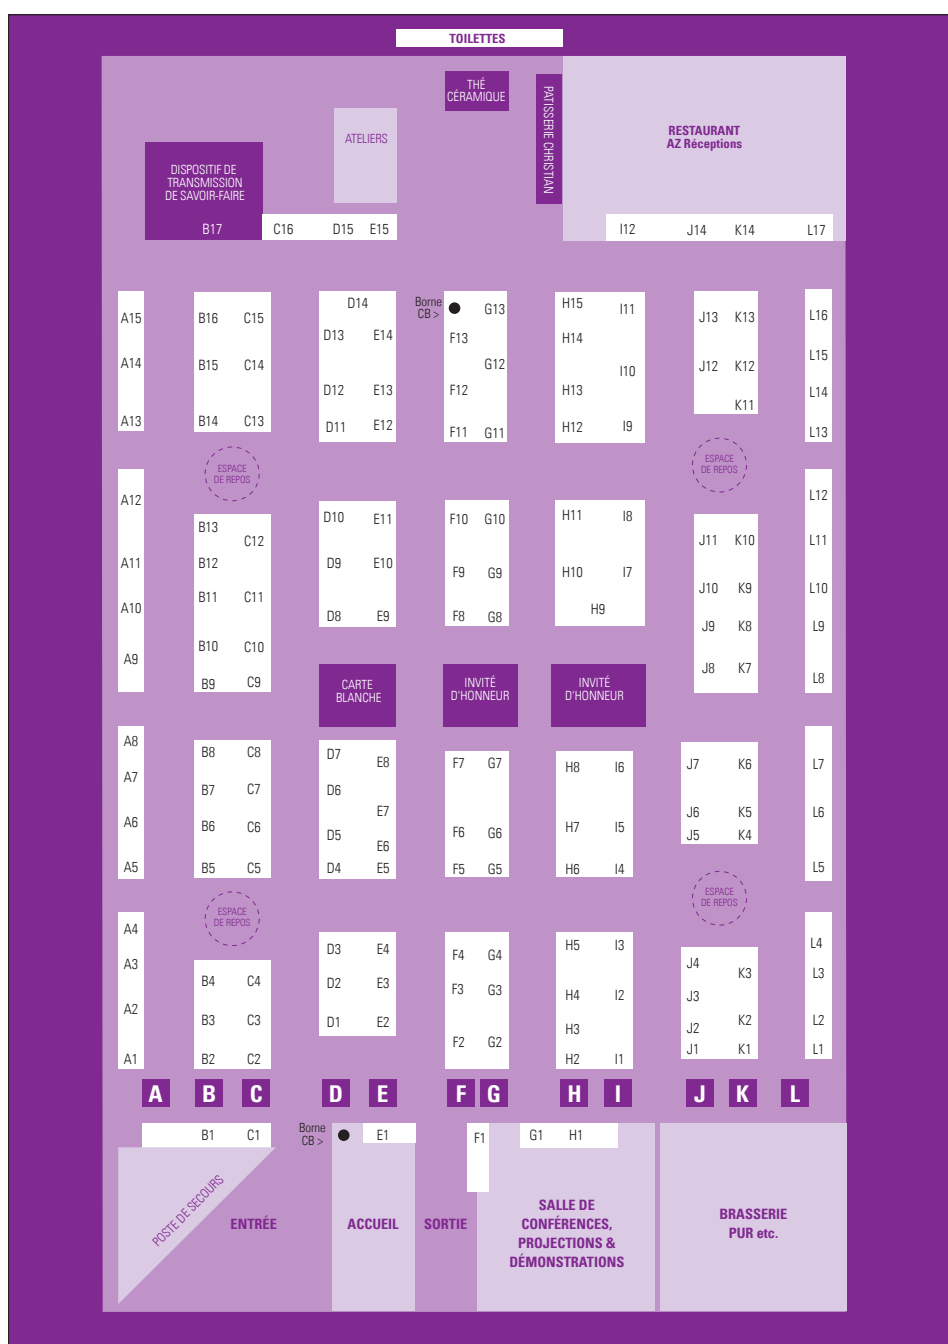 TOILETTES
THÉ
CÉRAMIQUE
PATISSERIE CHRISTIAN
ATELIERS
RESTAURANT
AZ Réceptions
DISPOSITIF DE
TRANSMISSION
DE SAVOIR-FAIRE
B17 C16 D15 E15 I12 J14 K14 L17
Borne
CB >
D14 G13 H15 I11
A15 B16 C15 D13 E14 F13 H14 J13 K13 L16
A14 B15 C14 G12 I10 J12 K12 L15
D12 E13 F12 H13 K11 L14
A13 B14 C13 D11 E12 F11 G11 H12 I9 L13
ESPACE
DE REPOS
ESPACE
DE REPOS
A12 B13 C12 D10 E11 F10 G10 H11 I8 J11 K10 L12
L11
A11 B12 D9 E10 F9 G9 H10 I7 J10 K9 L10
A10 B11 C11 D8 E9 F8 G8 H9 J9 K8 L9
A9 B10 C10 J8 K7 L8
B9 C9
CARTE
BLANCHE
INVITÉ
D'HONNEUR
INVITÉ
D'HONNEUR
A8 B8 C8 D7 E8 F7 G7 H8 I6 J7 K6 L7
A7 B7 C7 D6
E7 J6 K5 L6
A6 B6 C6 D5 F6 G6 H7 I5 J5 K4
E6
A5 B5 C5 D4 E5 F5 G5 H6 I4 L5
ESPACE
DE REPOS
ESPACE
DE REPOS
A4 D3 E4 F4 G4 H5 I3 L4
A3 B4 C4 D2 E3 F3 G3 H4 I2 J4 K3 L3
J3
A2 B3 C3 D1 E2 H3 J2 K2 L2
F2 G2
A1 B2 C2 H2 I1 J1 K1 L1
A B C D E F G H I J K L
B1 C1
Borne
CB >
E1 F1 G1 H1
POSTE DE SECOURS
ENTRÉE
ACCUEIL
SORTIE
SALLE DE
CONFÉRENCES,
PROJECTIONS &
DÉMONSTRATIONS
BRASSERIE
PUR etc.